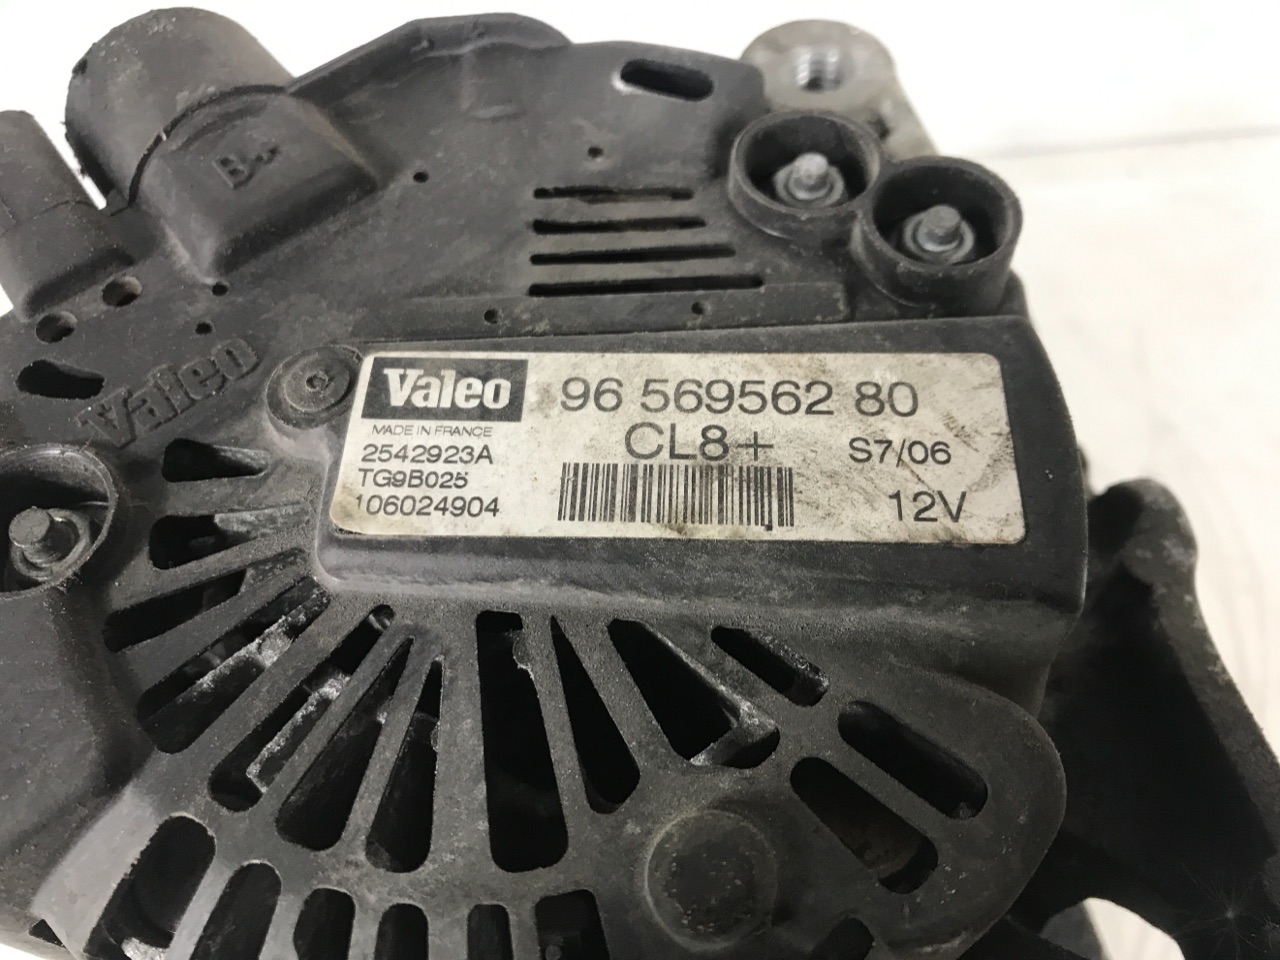 B+
Valeo
Valeo 96 569562 80
MADE IN FRANCE CL8+ S7/06
2542923A
TG9B025
106024904 12V